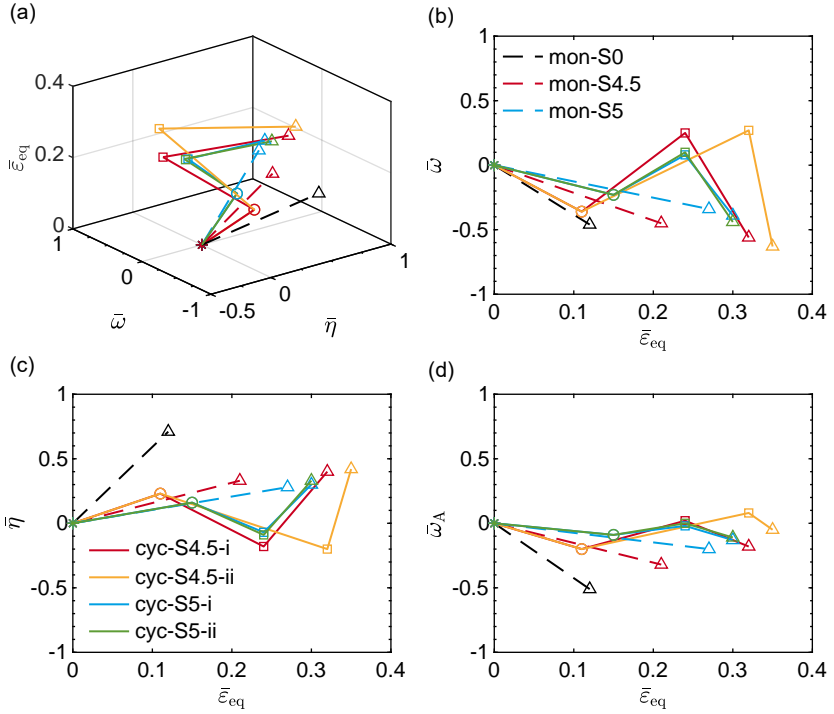 (a)
0.4
0.2
0
ε̄eq
1
0
-1
ω̄
-0.5
0
1
η̄
(b)
1
0.5
0
-0.5
-1
ω̄
mon-S0
mon-S4.5
mon-S5
0
0.1
0.2
0.3
0.4
ε̄eq
(c)
1
0.5
0
-0.5
-1
η̄
cyc-S4.5-i
cyc-S4.5-ii
cyc-S5-i
cyc-S5-ii
0
0.1
0.2
0.3
0.4
ε̄eq
(d)
1
0.5
0
-0.5
-1
ω̄A
0
0.1
0.2
0.3
0.4
ε̄eq